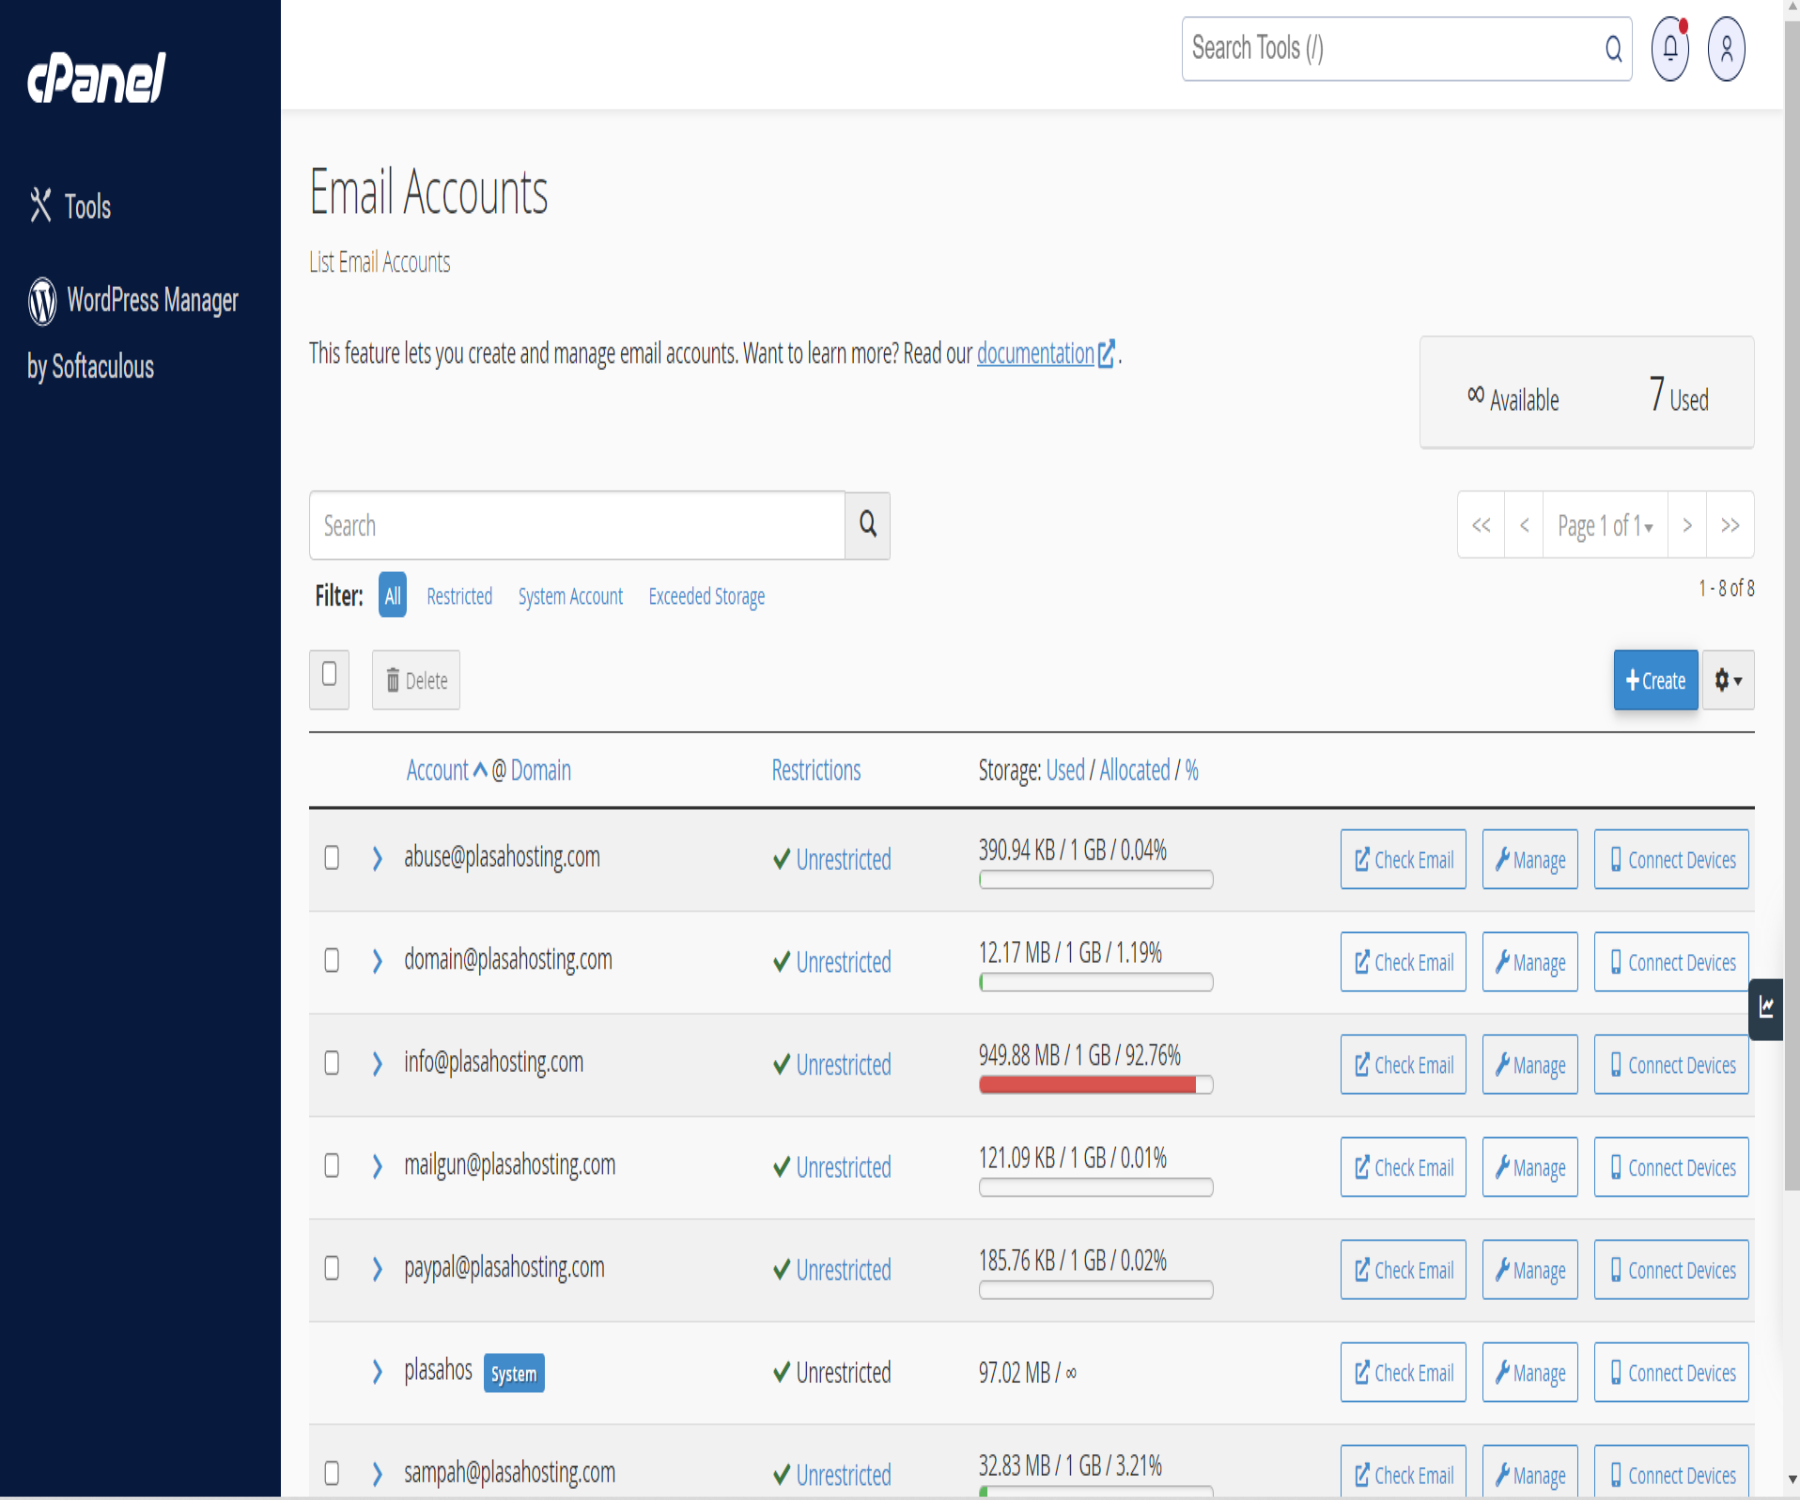 cPanel
Search Tools (/)
Tools
WordPress Manager
by Softaculous
Email Accounts
List Email Accounts
This feature lets you create and manage email accounts. Want to learn more? Read our documentation.
∞ Available 7 Used
Search
<< < Page 1 of 1 > >>
1 - 8 of 8
Filter: All Restricted System Account Exceeded Storage
Delete
Create
Account @ Domain Restrictions Storage: Used / Allocated / %
abuse@plasahosting.com Unrestricted 390.94 KB / 1 GB / 0.04% Check Email Manage Connect Devices
domain@plasahosting.com Unrestricted 12.17 MB / 1 GB / 1.19% Check Email Manage Connect Devices
info@plasahosting.com Unrestricted 949.88 MB / 1 GB / 92.76% Check Email Manage Connect Devices
mailgun@plasahosting.com Unrestricted 121.09 KB / 1 GB / 0.01% Check Email Manage Connect Devices
paypal@plasahosting.com Unrestricted 185.76 KB / 1 GB / 0.02% Check Email Manage Connect Devices
plasahos System Unrestricted 97.02 MB / ∞ Check Email Manage Connect Devices
sampah@plasahosting.com Unrestricted 32.83 MB / 1 GB / 3.21% Check Email Manage Connect Devices